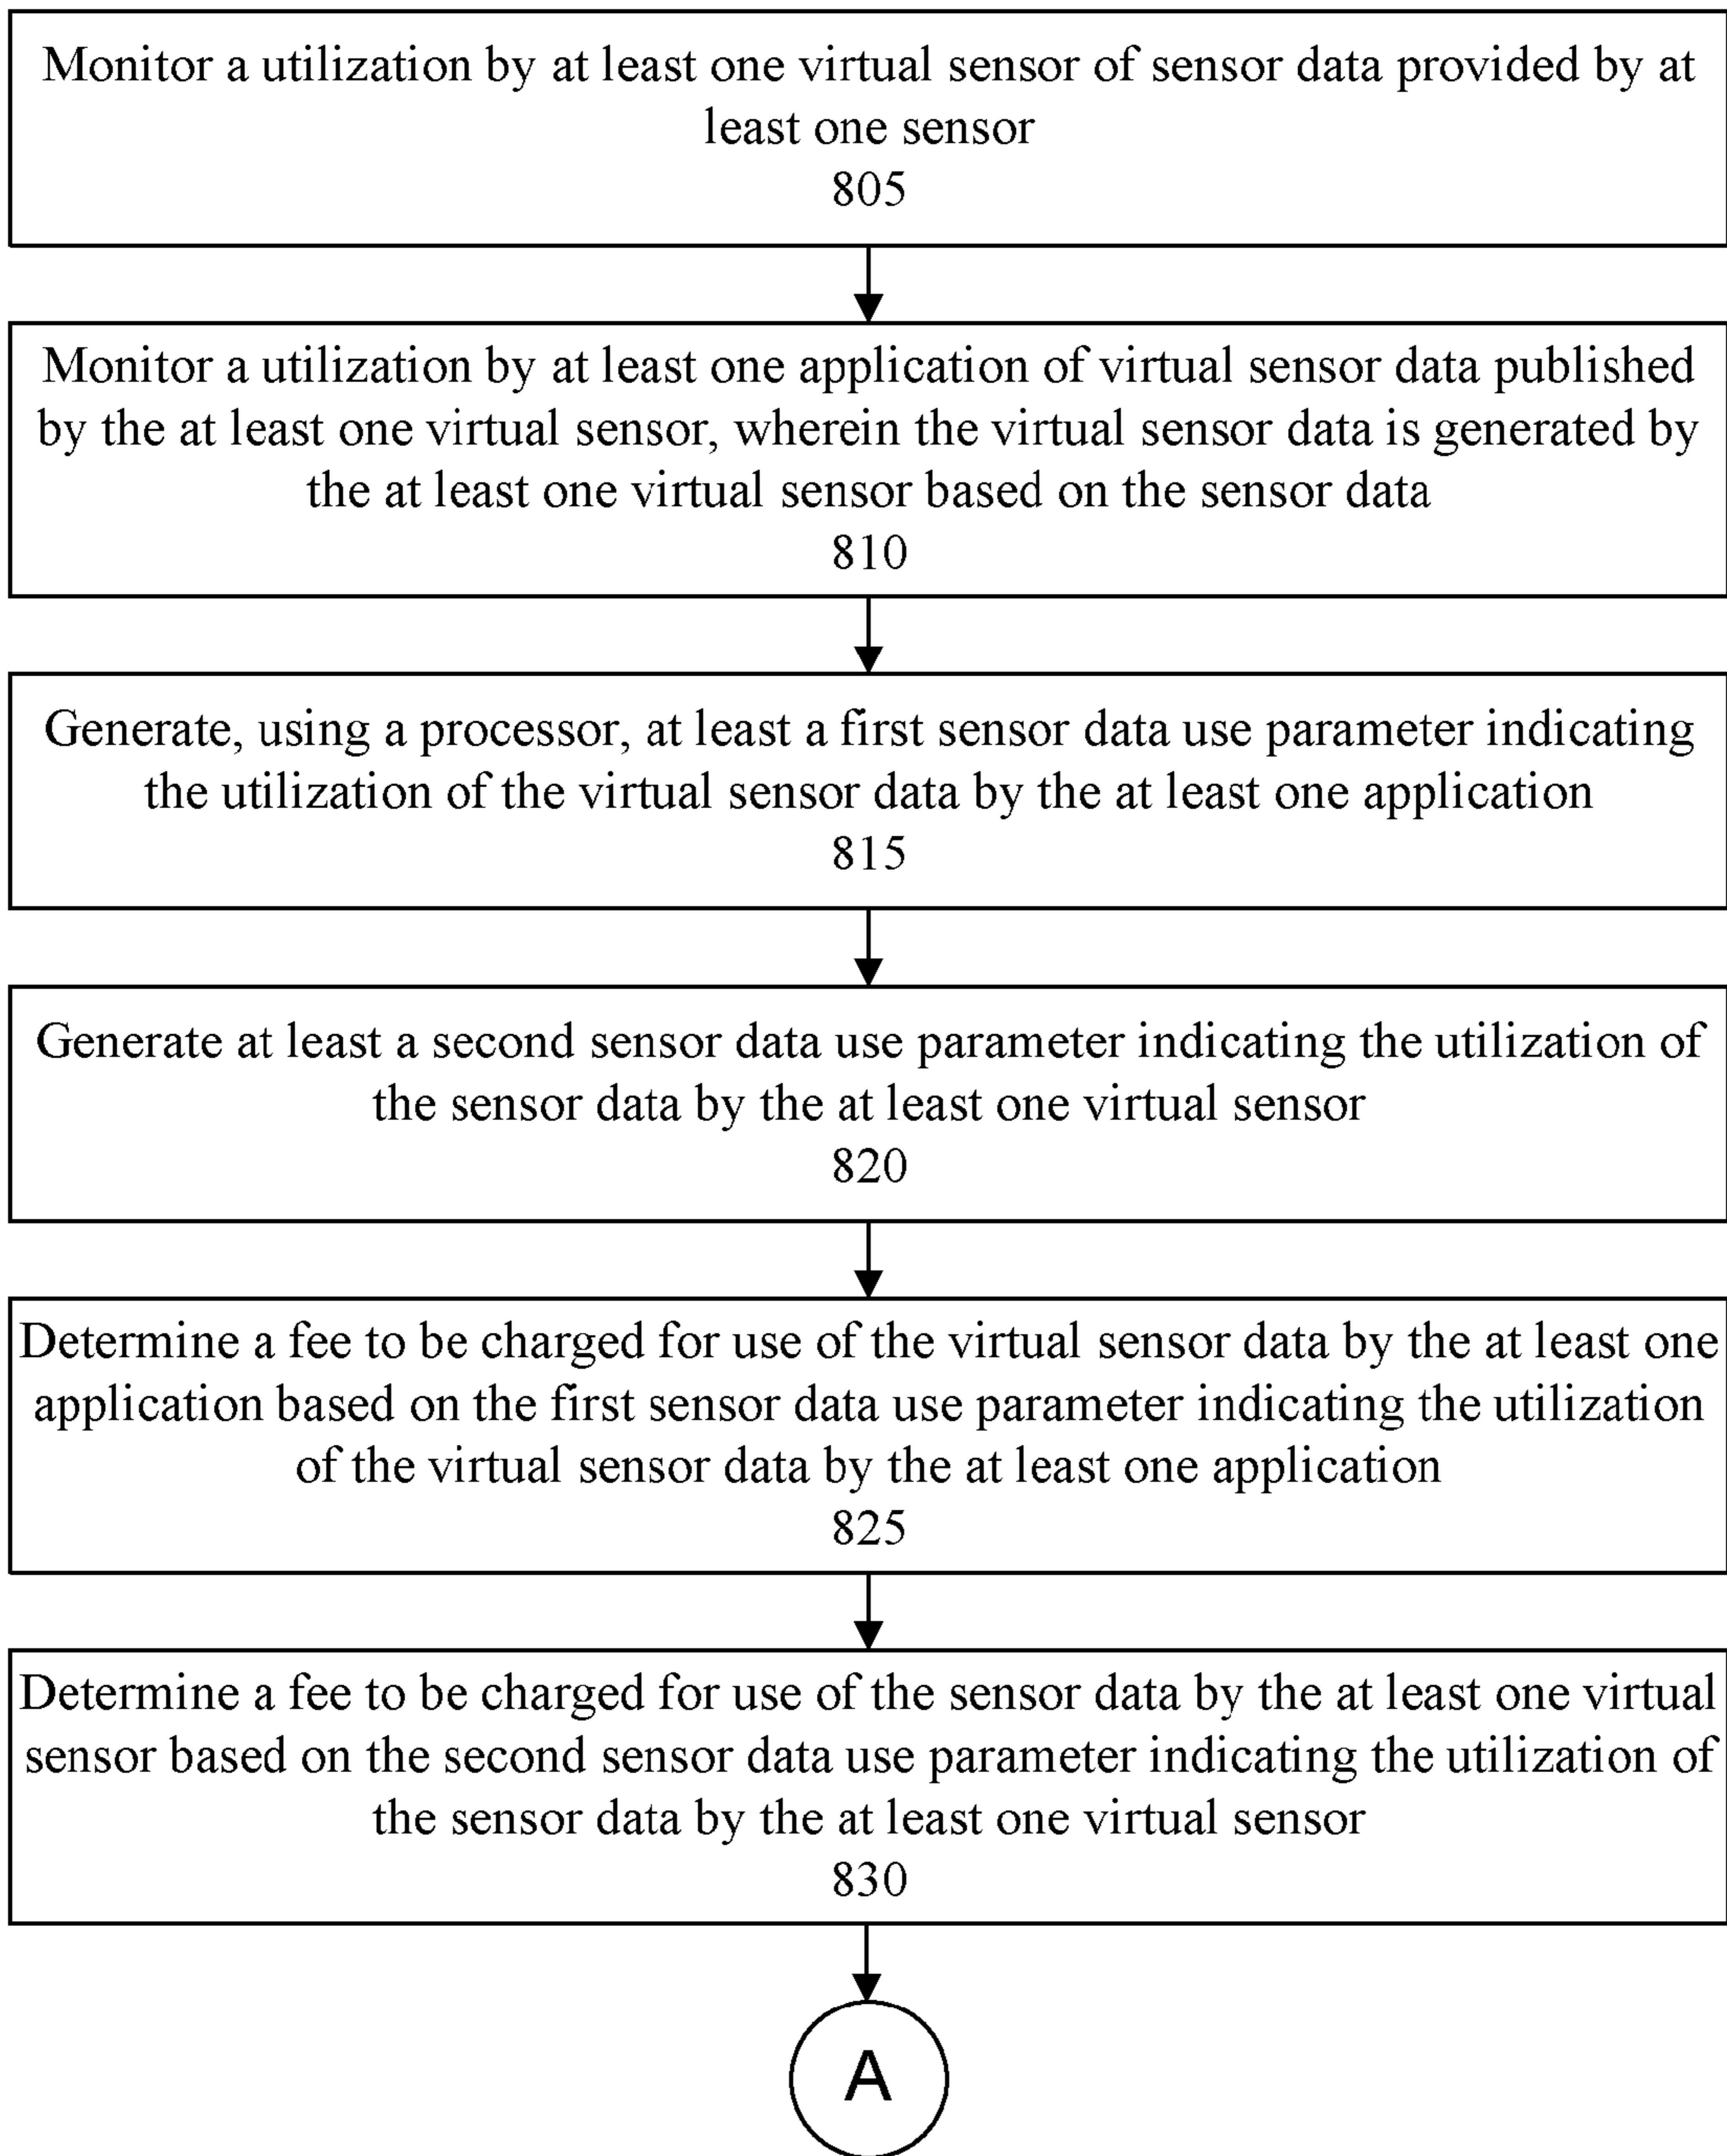 Monitor a utilization by at least one virtual sensor of sensor data provided by at
least one sensor
805
Monitor a utilization by at least one application of virtual sensor data published
by the at least one virtual sensor, wherein the virtual sensor data is generated by
the at least one virtual sensor based on the sensor data
810
Generate, using a processor, at least a first sensor data use parameter indicating
the utilization of the virtual sensor data by the at least one application
815
Generate at least a second sensor data use parameter indicating the utilization of
the sensor data by the at least one virtual sensor
820
Determine a fee to be charged for use of the virtual sensor data by the at least one
application based on the first sensor data use parameter indicating the utilization
of the virtual sensor data by the at least one application
825
Determine a fee to be charged for use of the sensor data by the at least one virtual
sensor based on the second sensor data use parameter indicating the utilization of
the sensor data by the at least one virtual sensor
830
A